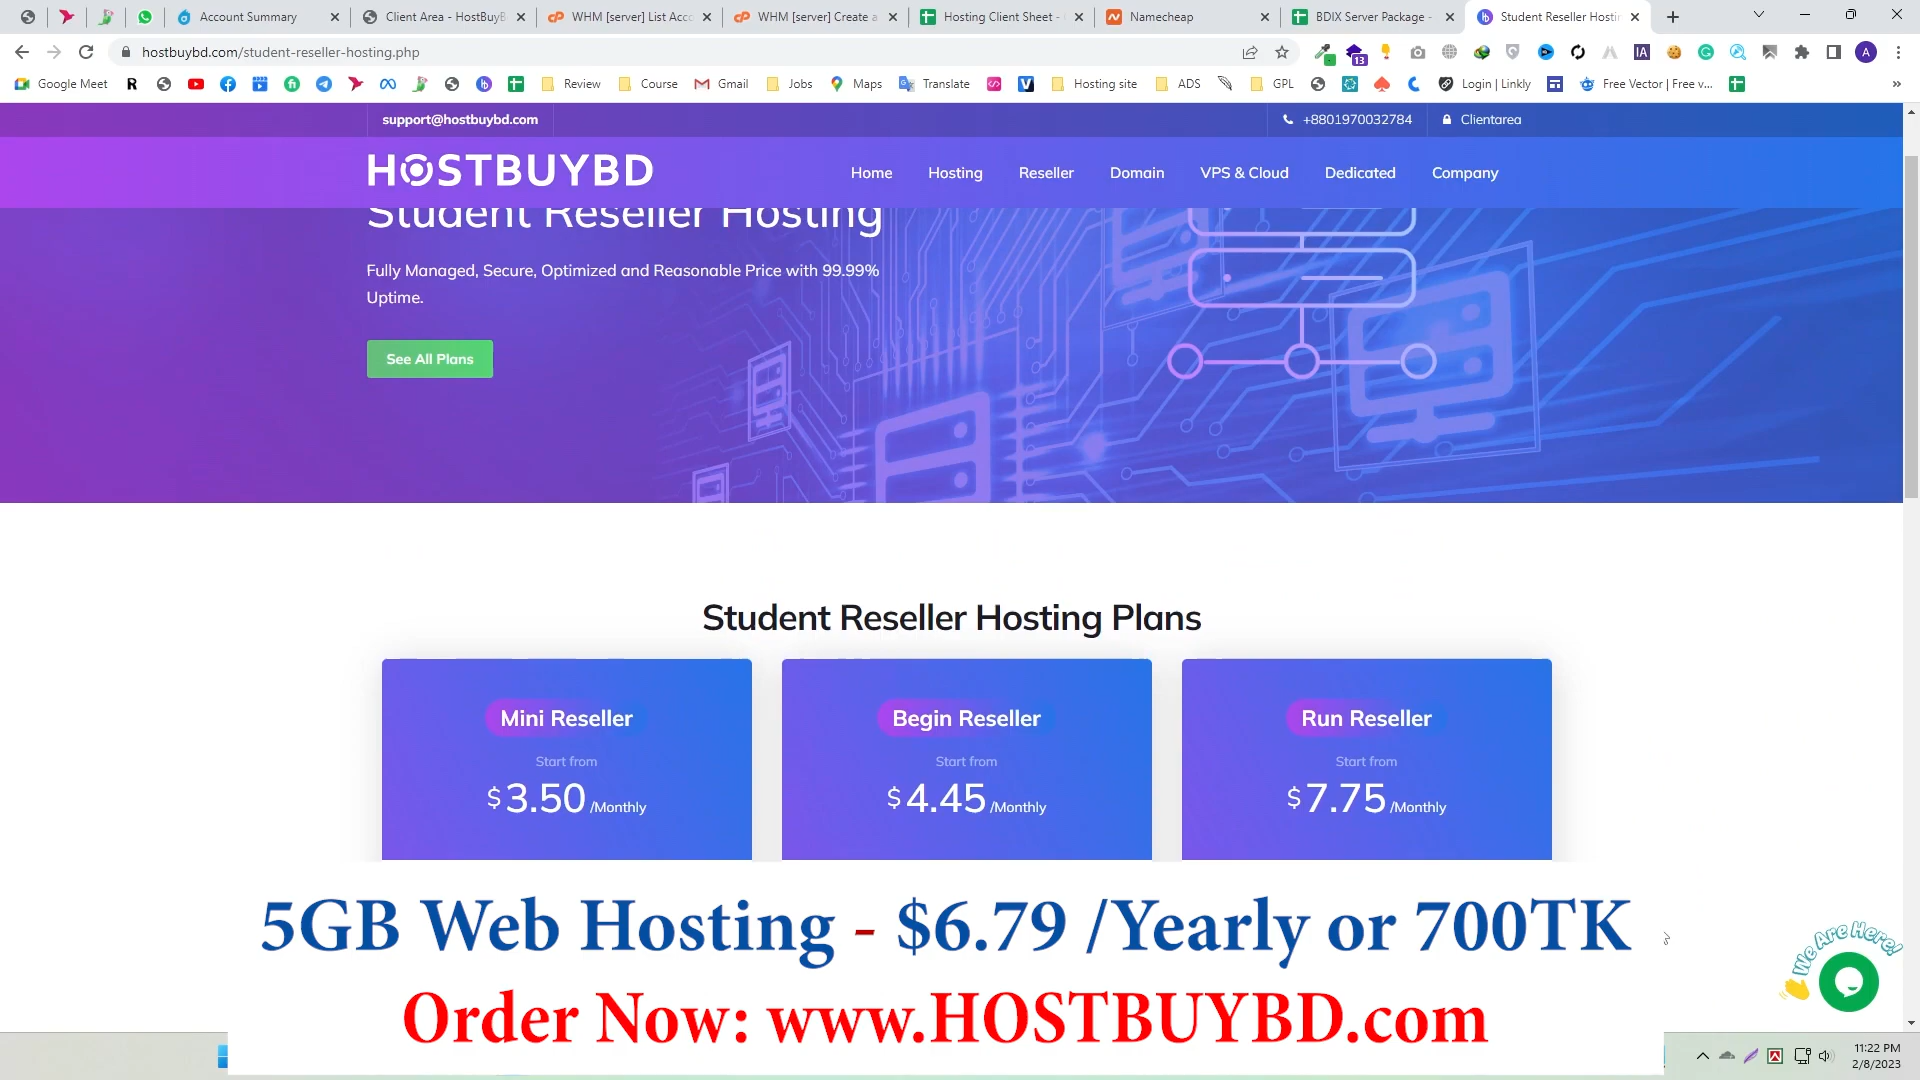 Account Summary
Client Area - HostBuyB
WHM [server] List Acco
WHM [server] Create a
Hosting Client Sheet -
Namecheap
BDIX Server Package -
Student Reseller Hostin
hostbuybd.com/student-reseller-hosting.php
13
A
Google Meet
R
Review
Course
Gmail
Jobs
Maps
Translate
Hosting site
ADS
GPL
Login | Linkly
Free Vector | Free v...
support@hostbuybd.com
+8801970032784
Clientarea
HOSTBUYBD
Home
Hosting
Reseller
Domain
VPS & Cloud
Dedicated
Company
Student Reseller Hosting
Fully Managed, Secure, Optimized and Reasonable Price with 99.99%
Uptime.
See All Plans
Student Reseller Hosting Plans
Mini Reseller
Start from
$3.50 /Monthly
Begin Reseller
Start from
$4.45 /Monthly
Run Reseller
Start from
$7.75 /Monthly
5GB Web Hosting - $6.79 /Yearly or 700TK
Order Now: www.HOSTBUYBD.com
We Are Here!
11:22 PM
2/8/2023